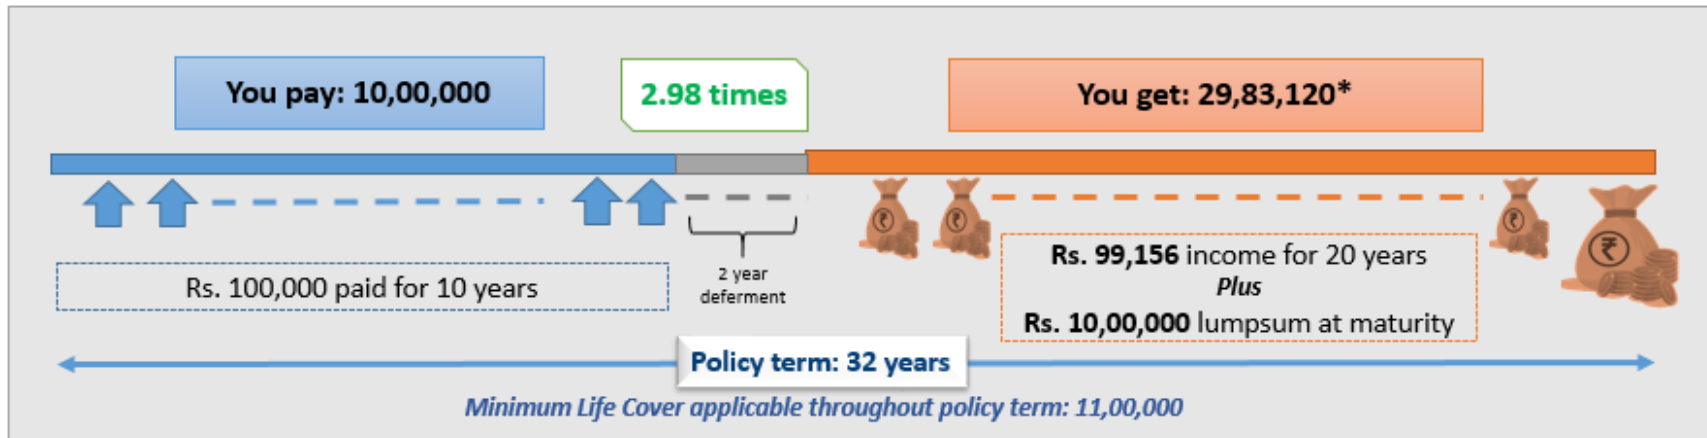 You pay: 10,00,000
2.98 times
You get: 29,83,120*
₹
₹
₹
₹
Rs. 100,000 paid for 10 years
2 year
deferment
Rs. 99,156 income for 20 years
Plus
Rs. 10,00,000 lumpsum at maturity
Policy term: 32 years
Minimum Life Cover applicable throughout policy term: 11,00,000